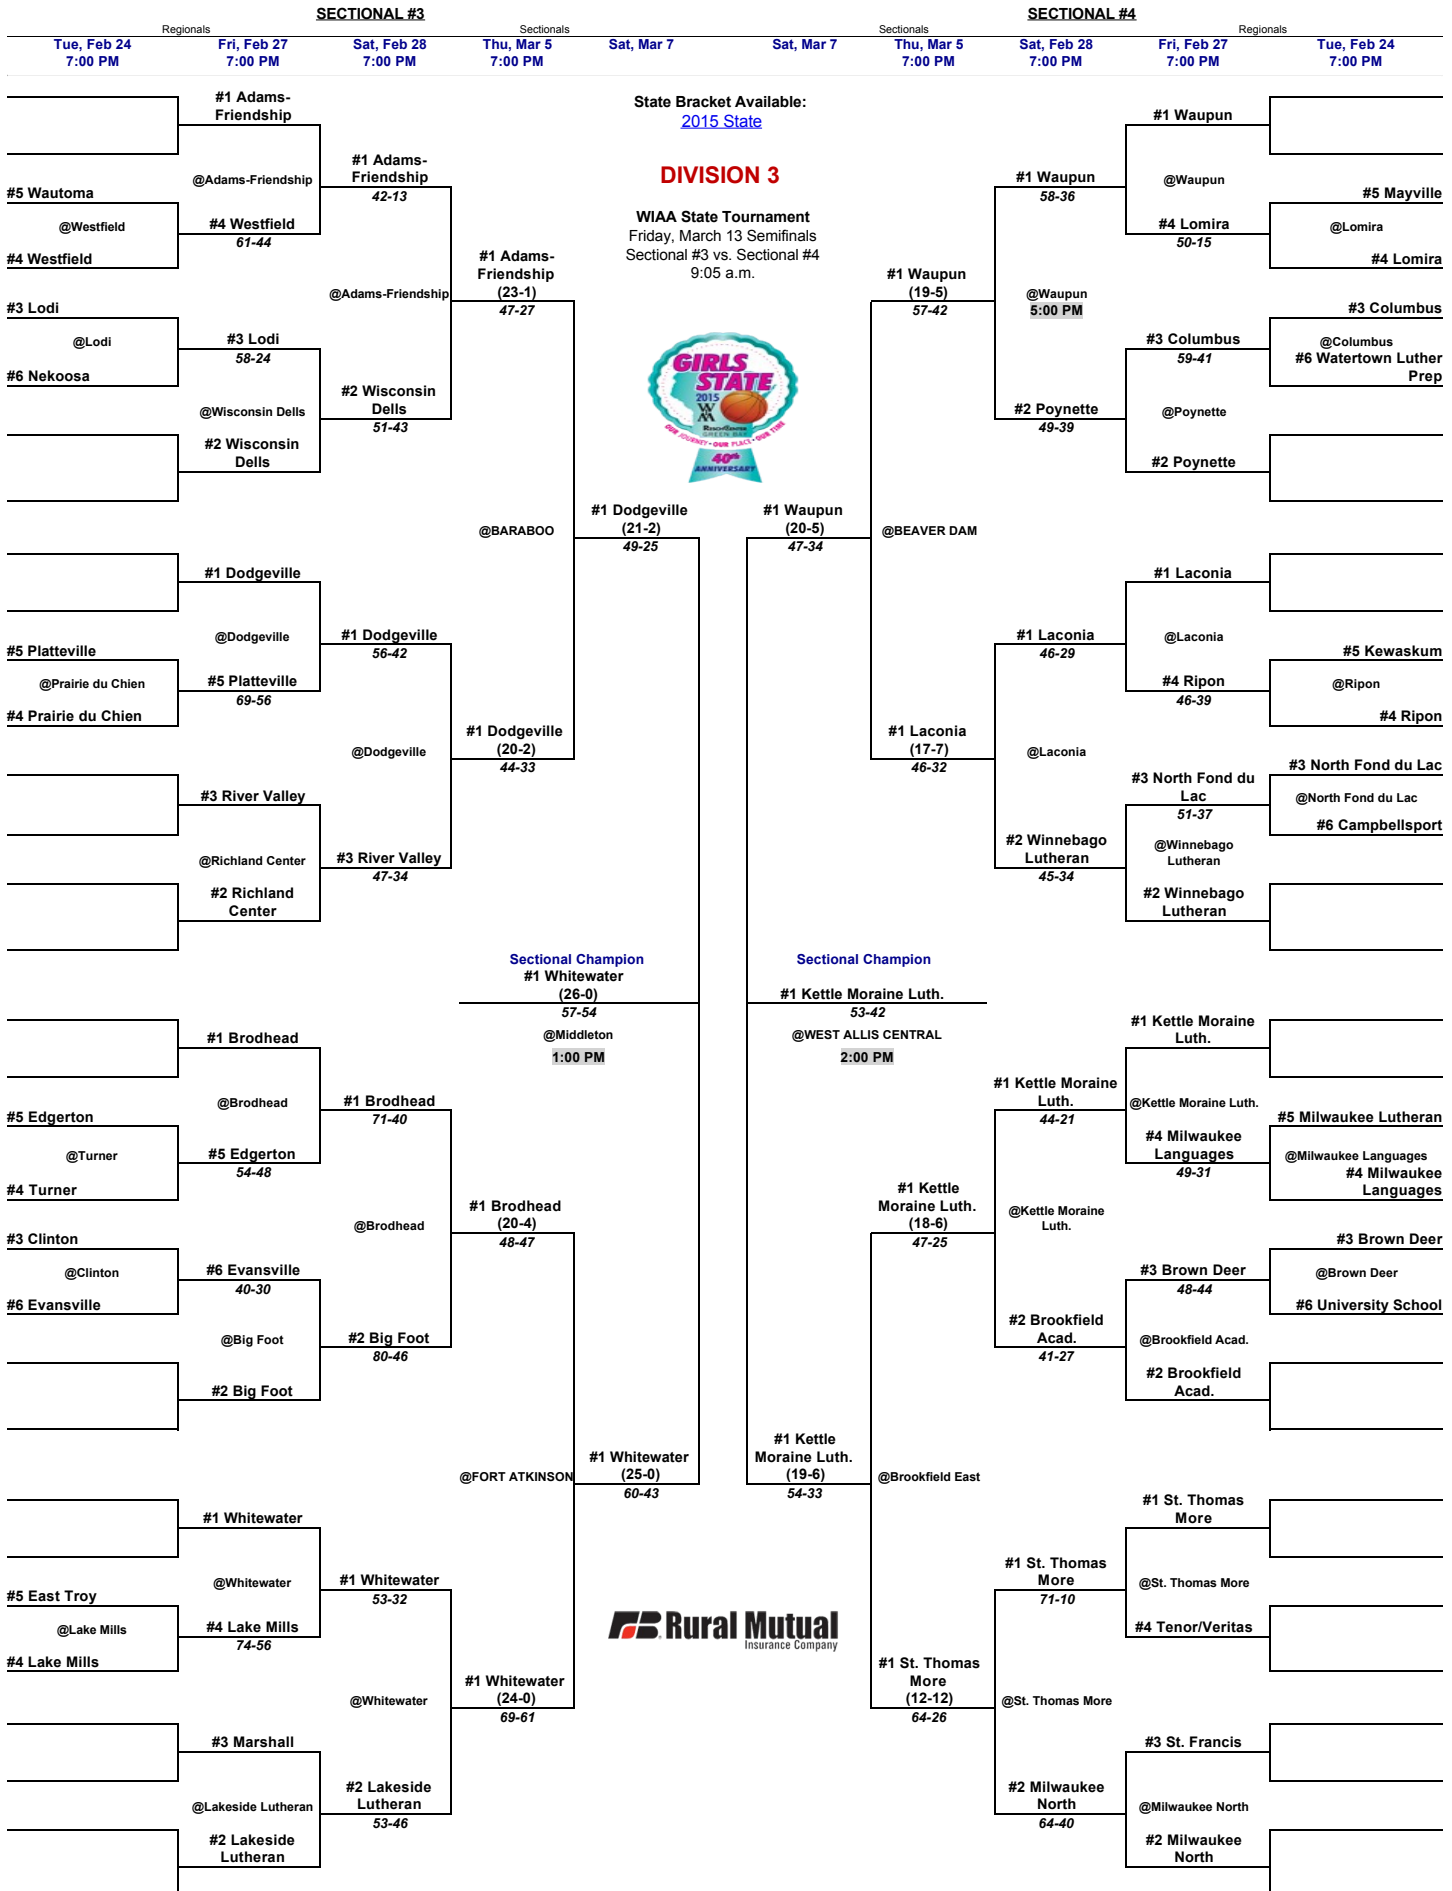 SECTIONAL #3
SECTIONAL #4
Regionals
Sectionals
Sectionals
Regionals
Tue, Feb 24
7:00 PM
Fri, Feb 27
7:00 PM
Sat, Feb 28
7:00 PM
Thu, Mar 5
7:00 PM
Sat, Mar 7
Sat, Mar 7
Thu, Mar 5
7:00 PM
Sat, Feb 28
7:00 PM
Fri, Feb 27
7:00 PM
Tue, Feb 24
7:00 PM
State Bracket Available:
2015 State
DIVISION 3
WIAA State Tournament
Friday, March 13 Semifinals
Sectional #3 vs. Sectional #4
9:05 a.m.
GIRLS
STATE
2015
WIAA
RESCH CENTER
GREEN BAY
OUR JOURNEY • OUR PLACE • OUR TIME
40th
ANNIVERSARY
#1 Adams-
Friendship
@Adams-Friendship
#5 Wautoma
@Westfield
#4 Westfield
#4 Westfield
61-44
#1 Adams-
Friendship
42-13
#3 Lodi
@Lodi
#6 Nekoosa
#3 Lodi
58-24
@Wisconsin Dells
#2 Wisconsin
Dells
#2 Wisconsin
Dells
51-43
@Adams-Friendship
#1 Adams-
Friendship
(23-1)
47-27
@BARABOO
#1 Dodgeville
(21-2)
49-25
#1 Dodgeville
@Dodgeville
#5 Platteville
@Prairie du Chien
#4 Prairie du Chien
#5 Platteville
69-56
#1 Dodgeville
56-42
@Dodgeville
#1 Dodgeville
(20-2)
44-33
#3 River Valley
@Richland Center
#2 Richland
Center
#3 River Valley
47-34
Sectional Champion
#1 Whitewater
(26-0)
57-54
@Middleton
1:00 PM
#1 Brodhead
@Brodhead
#5 Edgerton
@Turner
#4 Turner
#5 Edgerton
54-48
#1 Brodhead
71-40
@Brodhead
#1 Brodhead
(20-4)
48-47
#3 Clinton
@Clinton
#6 Evansville
#6 Evansville
40-30
@Big Foot
#2 Big Foot
#2 Big Foot
80-46
@FORT ATKINSON
#1 Whitewater
(25-0)
60-43
#1 Whitewater
@Whitewater
#5 East Troy
@Lake Mills
#4 Lake Mills
#4 Lake Mills
74-56
#1 Whitewater
53-32
@Whitewater
#1 Whitewater
(24-0)
69-61
#3 Marshall
@Lakeside Lutheran
#2 Lakeside
Lutheran
#2 Lakeside
Lutheran
53-46
Rural Mutual
Insurance Company
#1 Waupun
@Waupun
#5 Mayville
@Lomira
#4 Lomira
#4 Lomira
50-15
#1 Waupun
58-36
@Waupun
5:00 PM
#1 Waupun
(19-5)
57-42
#3 Columbus
@Columbus
#6 Watertown Luther
Prep
#3 Columbus
59-41
@Poynette
#2 Poynette
#2 Poynette
49-39
#1 Waupun
(20-5)
47-34
@BEAVER DAM
#1 Laconia
@Laconia
#5 Kewaskum
@Ripon
#4 Ripon
#4 Ripon
46-39
#1 Laconia
46-29
@Laconia
#1 Laconia
(17-7)
46-32
#3 North Fond du Lac
@North Fond du Lac
#6 Campbellsport
#3 North Fond du
Lac
51-37
@Winnebago
Lutheran
#2 Winnebago
Lutheran
#2 Winnebago
Lutheran
45-34
Sectional Champion
#1 Kettle Moraine Luth.
53-42
@WEST ALLIS CENTRAL
2:00 PM
#1 Kettle Moraine
Luth.
@Kettle Moraine Luth.
#5 Milwaukee Lutheran
@Milwaukee Languages
#4 Milwaukee
Languages
#4 Milwaukee
Languages
49-31
#1 Kettle Moraine
Luth.
44-21
@Kettle Moraine
Luth.
#1 Kettle
Moraine Luth.
(18-6)
47-25
#3 Brown Deer
@Brown Deer
#6 University School
#3 Brown Deer
48-44
@Brookfield Acad.
#2 Brookfield
Acad.
#2 Brookfield
Acad.
41-27
#1 Kettle
Moraine Luth.
(19-6)
54-33
@Brookfield East
#1 St. Thomas
More
@St. Thomas More
#4 Tenor/Veritas
#1 St. Thomas
More
71-10
@St. Thomas More
#1 St. Thomas
More
(12-12)
64-26
#3 St. Francis
@Milwaukee North
#2 Milwaukee
North
#2 Milwaukee
North
64-40